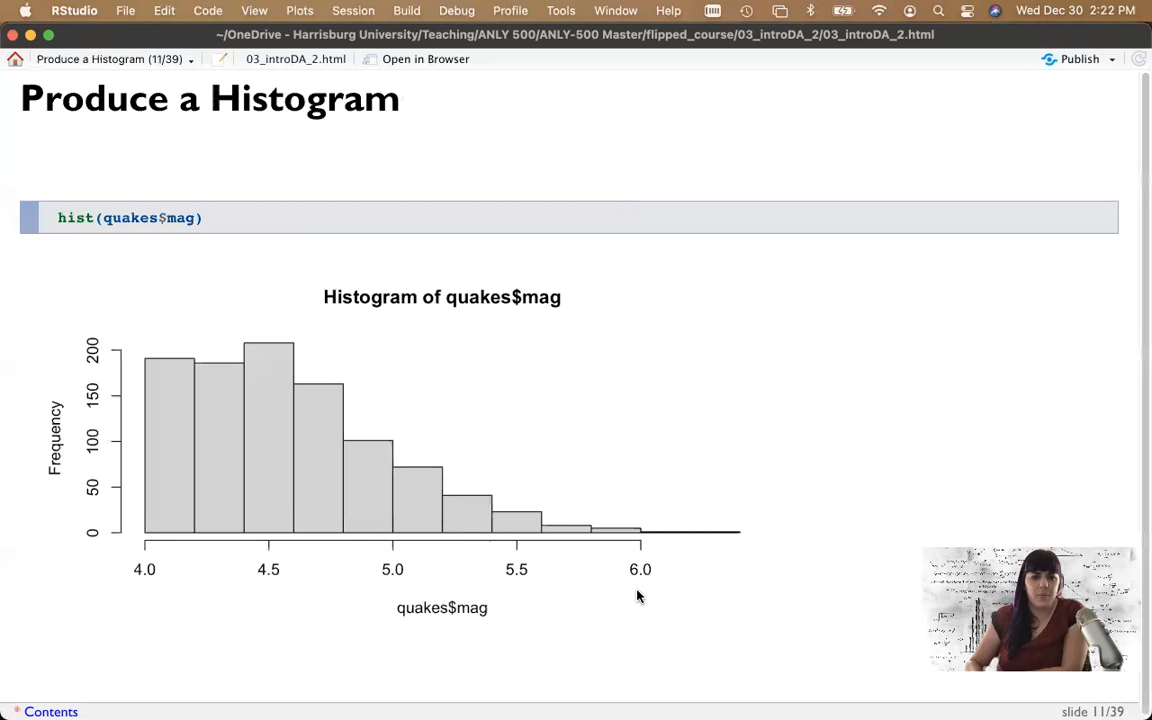 RStudio File Edit Code View Plots Session Build Debug Profile Tools Window Help Wed Dec 30 2:22 PM
~/OneDrive - Harrisburg University/Teaching/ANLY 500/ANLY-500 Master/flipped_course/03_introDA_2/03_introDA_2.html
Produce a Histogram (11/39) 03_introDA_2.html Open in Browser Publish
Produce a Histogram
hist(quakes$mag)
Histogram of quakes$mag
Frequency
200
150
100
50
0
4.0 4.5 5.0 5.5 6.0
quakes$mag
* Contents slide 11/39